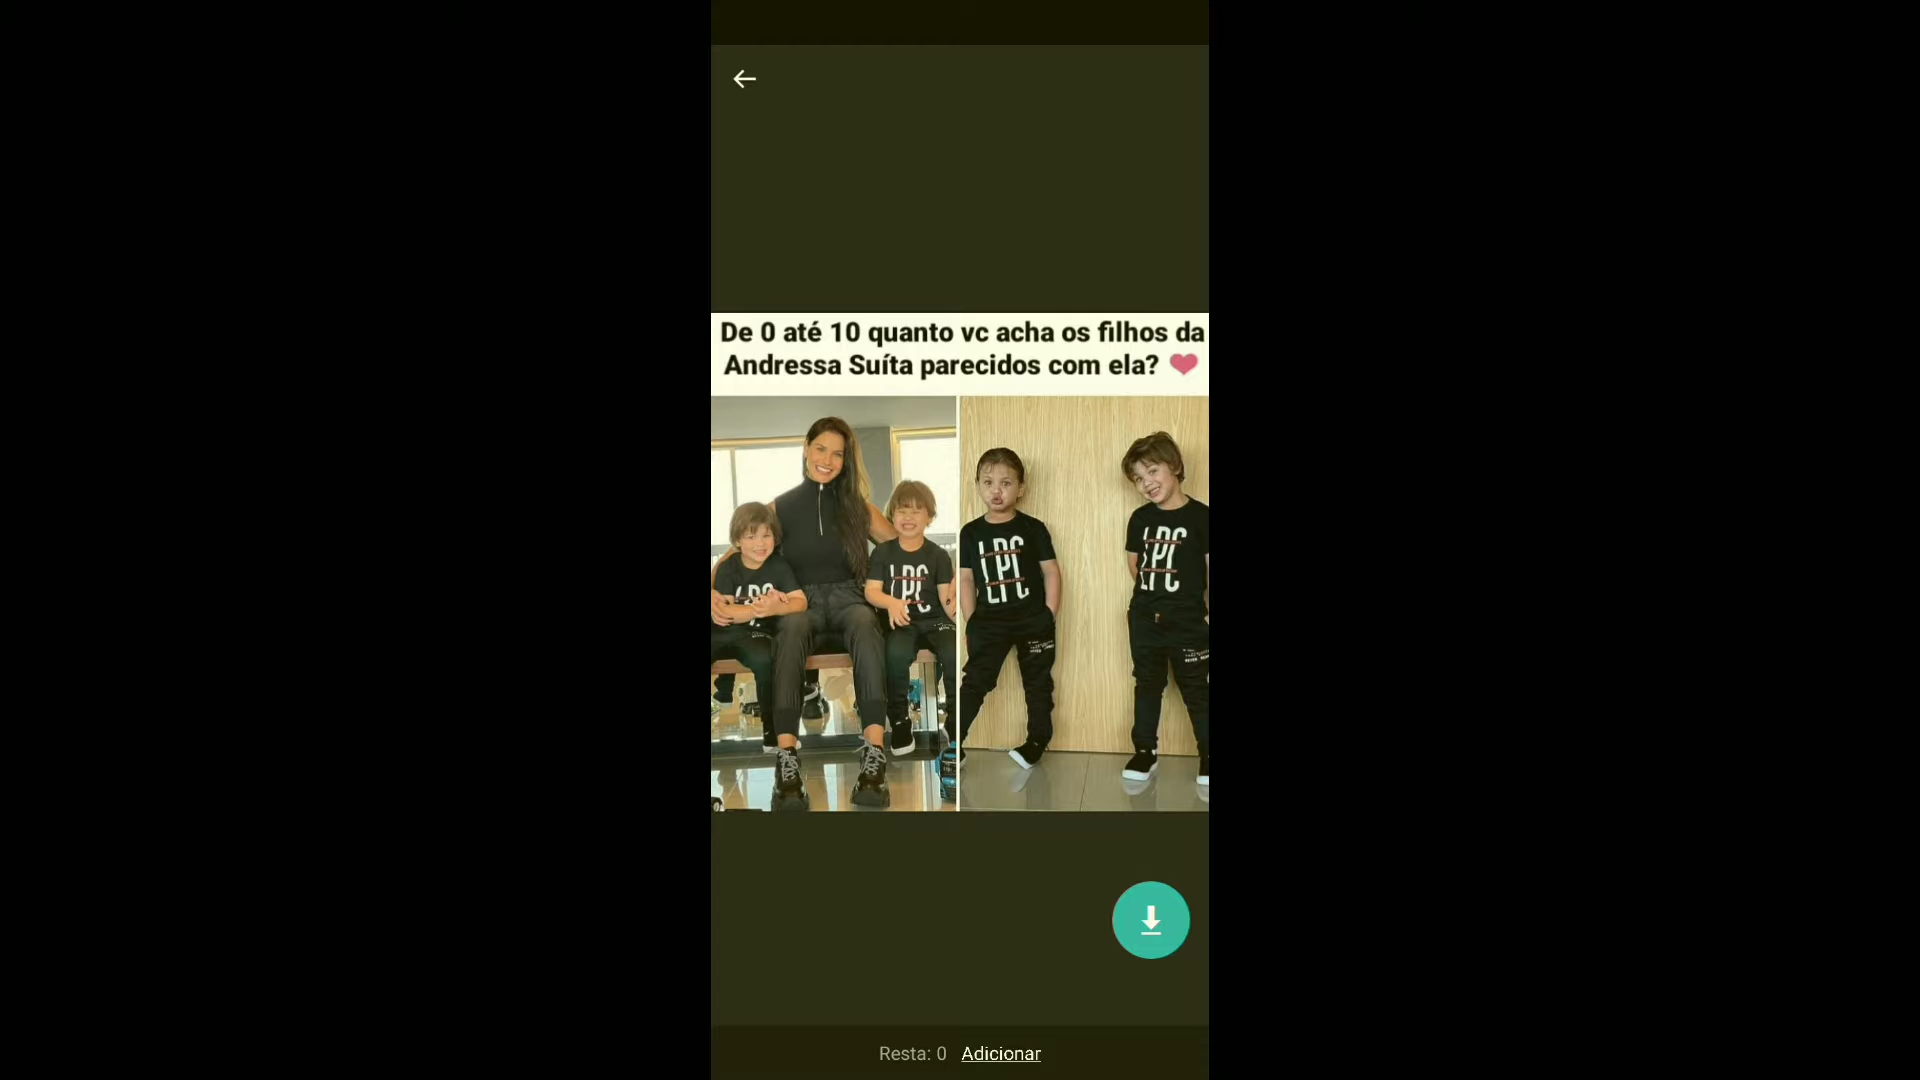 De 0 até 10 quanto vc acha os filhos da
Andressa Suíta parecidos com ela? ❤
LPC
LPC
LPC
LPC
Resta: 0 Adicionar